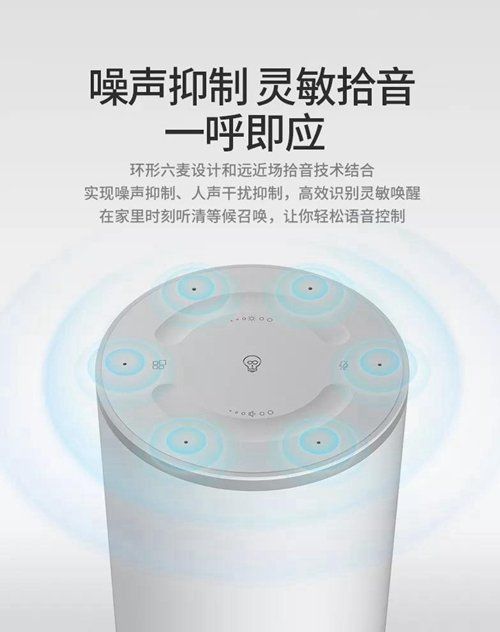 噪声抑制 灵敏拾音
一呼即应
环形六麦设计和远近场拾音技术结合
实现噪声抑制、人声干扰抑制，高效识别灵敏唤醒
在家里时刻听清等候召唤，让你轻松语音控制